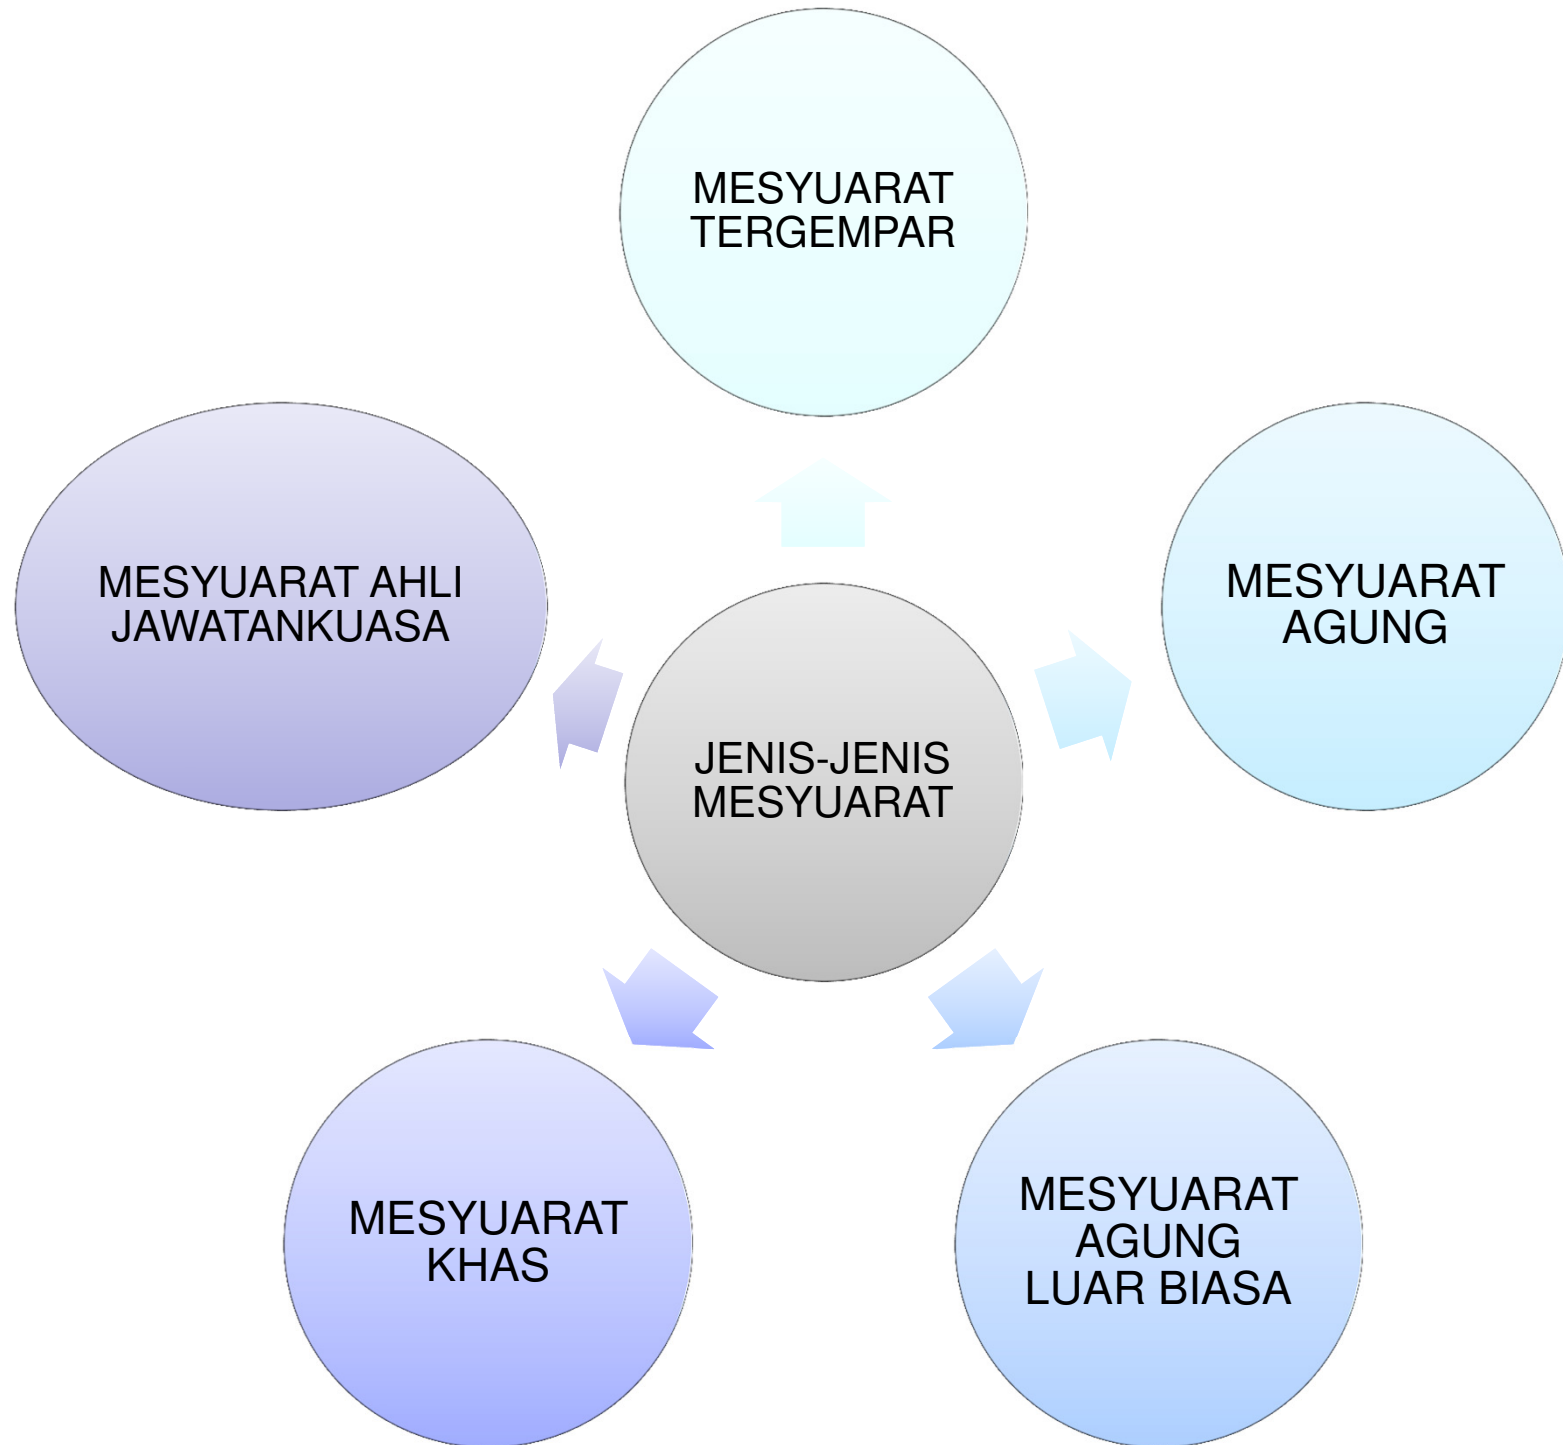 MESYUARAT
TERGEMPAR
MESYUARAT AHLI
JAWATANKUASA
MESYUARAT
AGUNG
JENIS-JENIS
MESYUARAT
MESYUARAT
KHAS
MESYUARAT
AGUNG
LUAR BIASA